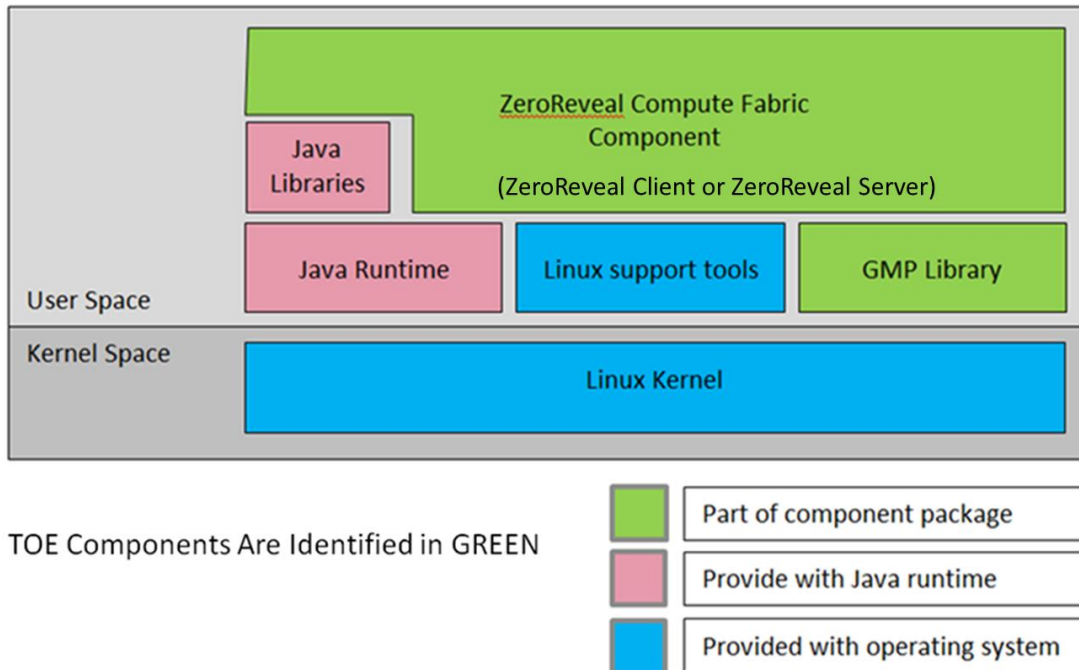 ZeroReveal Compute Fabric
Component
(ZeroReveal Client or ZeroReveal Server)
Java
Libraries
Java Runtime
Linux support tools
GMP Library
User Space
Kernel Space
Linux Kernel
TOE Components Are Identified in GREEN
Part of component package
Provide with Java runtime
Provided with operating system